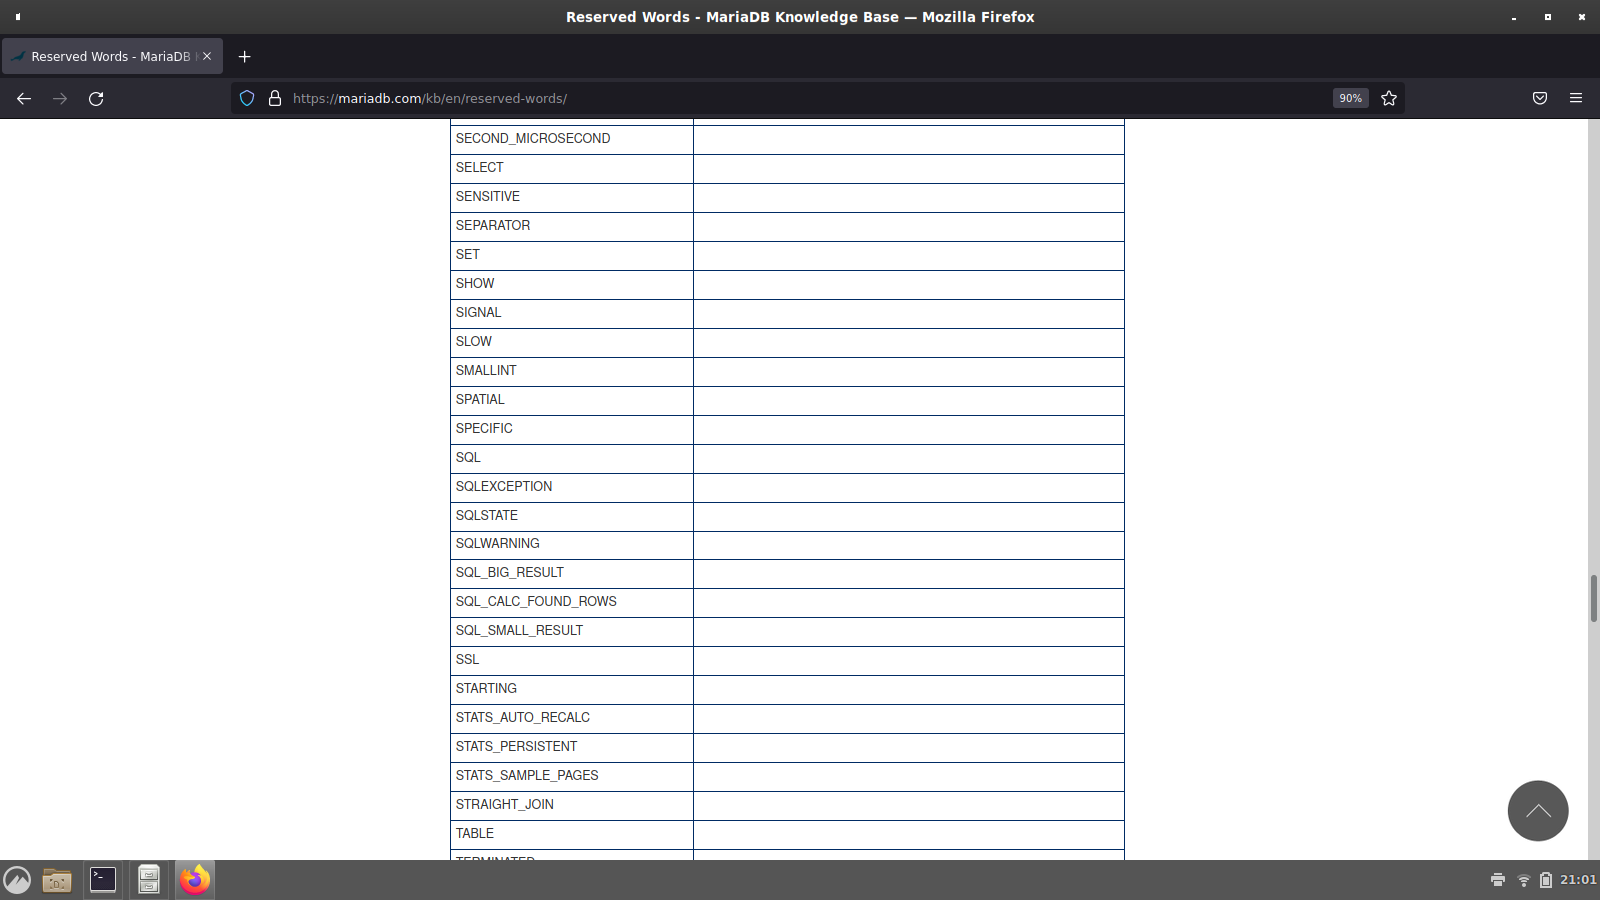 Reserved Words - MariaDB Knowledge Base — Mozilla Firefox
Reserved Words - MariaDB
https://mariadb.com/kb/en/reserved-words/
90%
SECOND_MICROSECOND
SELECT
SENSITIVE
SEPARATOR
SET
SHOW
SIGNAL
SLOW
SMALLINT
SPATIAL
SPECIFIC
SQL
SQLEXCEPTION
SQLSTATE
SQLWARNING
SQL_BIG_RESULT
SQL_CALC_FOUND_ROWS
SQL_SMALL_RESULT
SSL
STARTING
STATS_AUTO_RECALC
STATS_PERSISTENT
STATS_SAMPLE_PAGES
STRAIGHT_JOIN
TABLE
TERMINATED
21:01